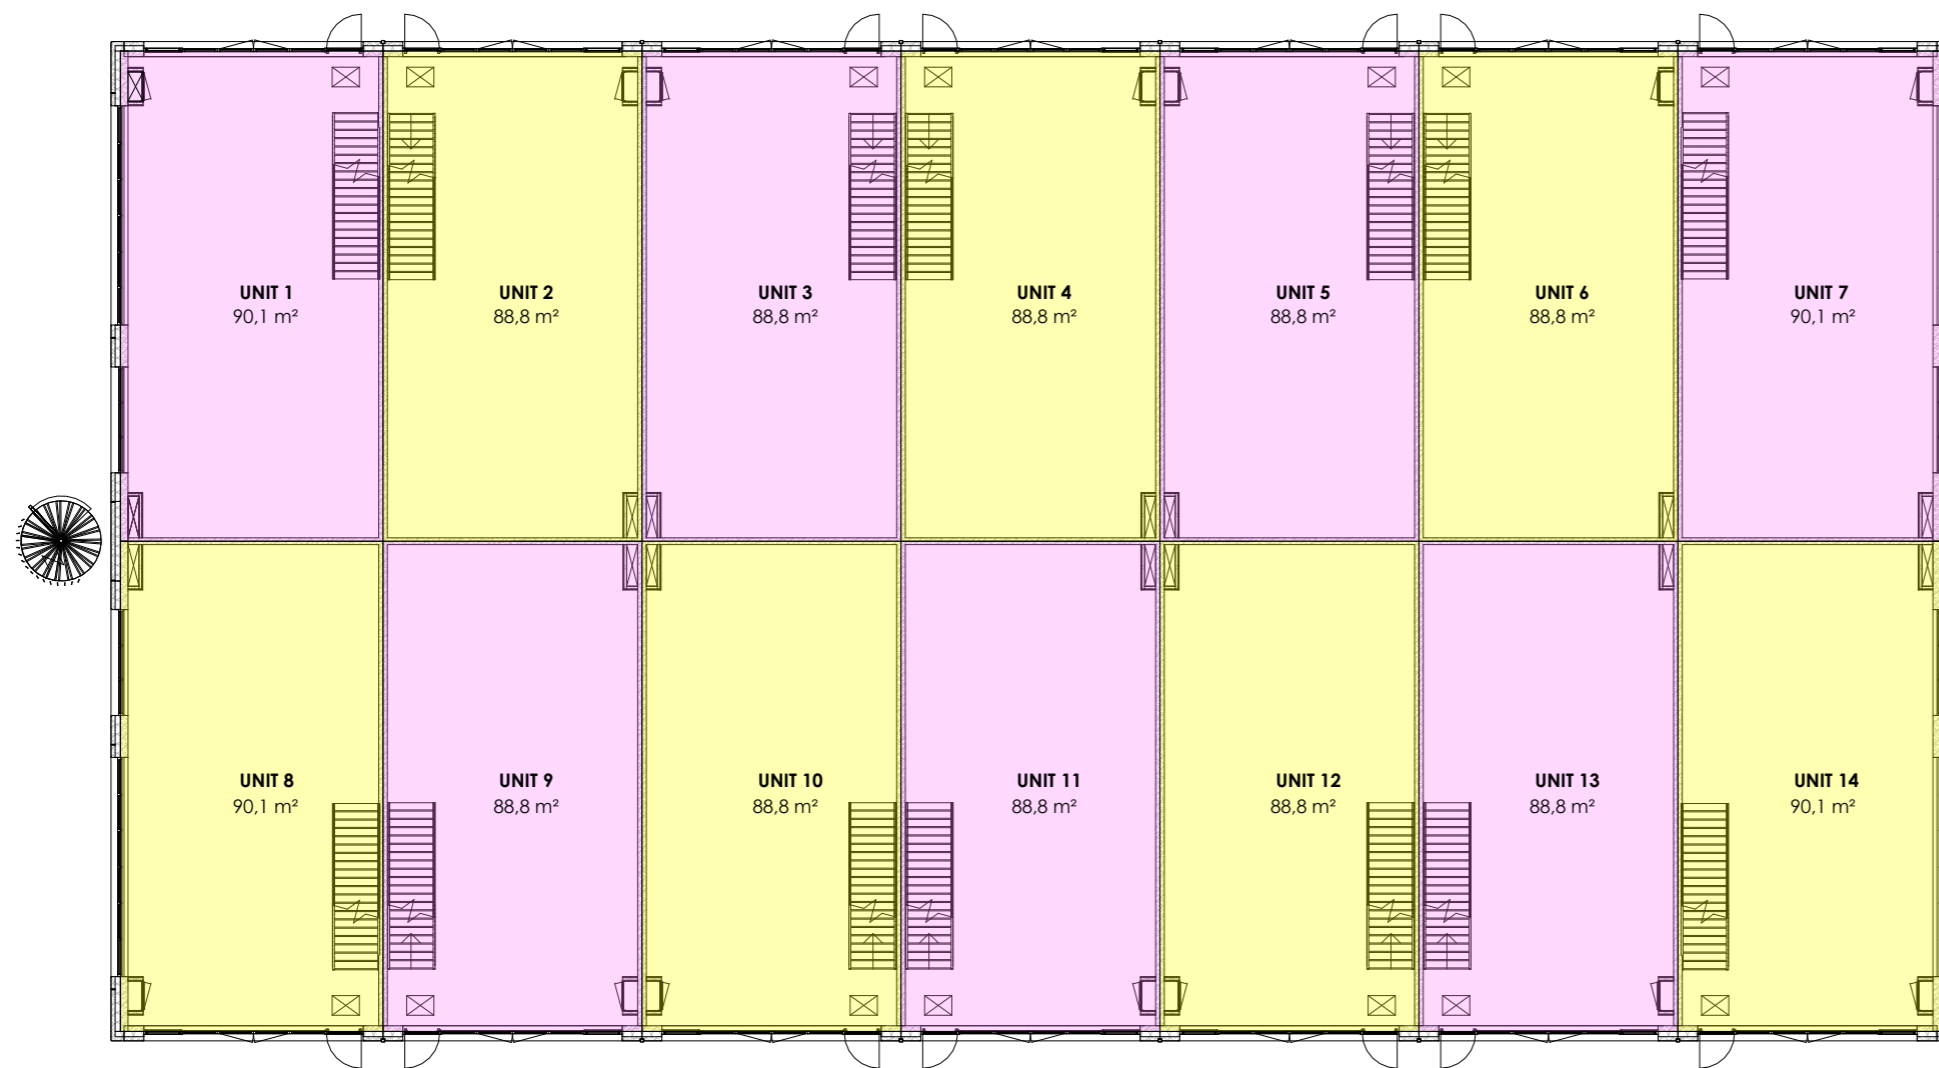 UNIT 1
90,1 m²
UNIT 2
88,8 m²
UNIT 3
88,8 m²
UNIT 4
88,8 m²
UNIT 5
88,8 m²
UNIT 6
88,8 m²
UNIT 7
90,1 m²
UNIT 8
90,1 m²
UNIT 9
88,8 m²
UNIT 10
88,8 m²
UNIT 11
88,8 m²
UNIT 12
88,8 m²
UNIT 13
88,8 m²
UNIT 14
90,1 m²